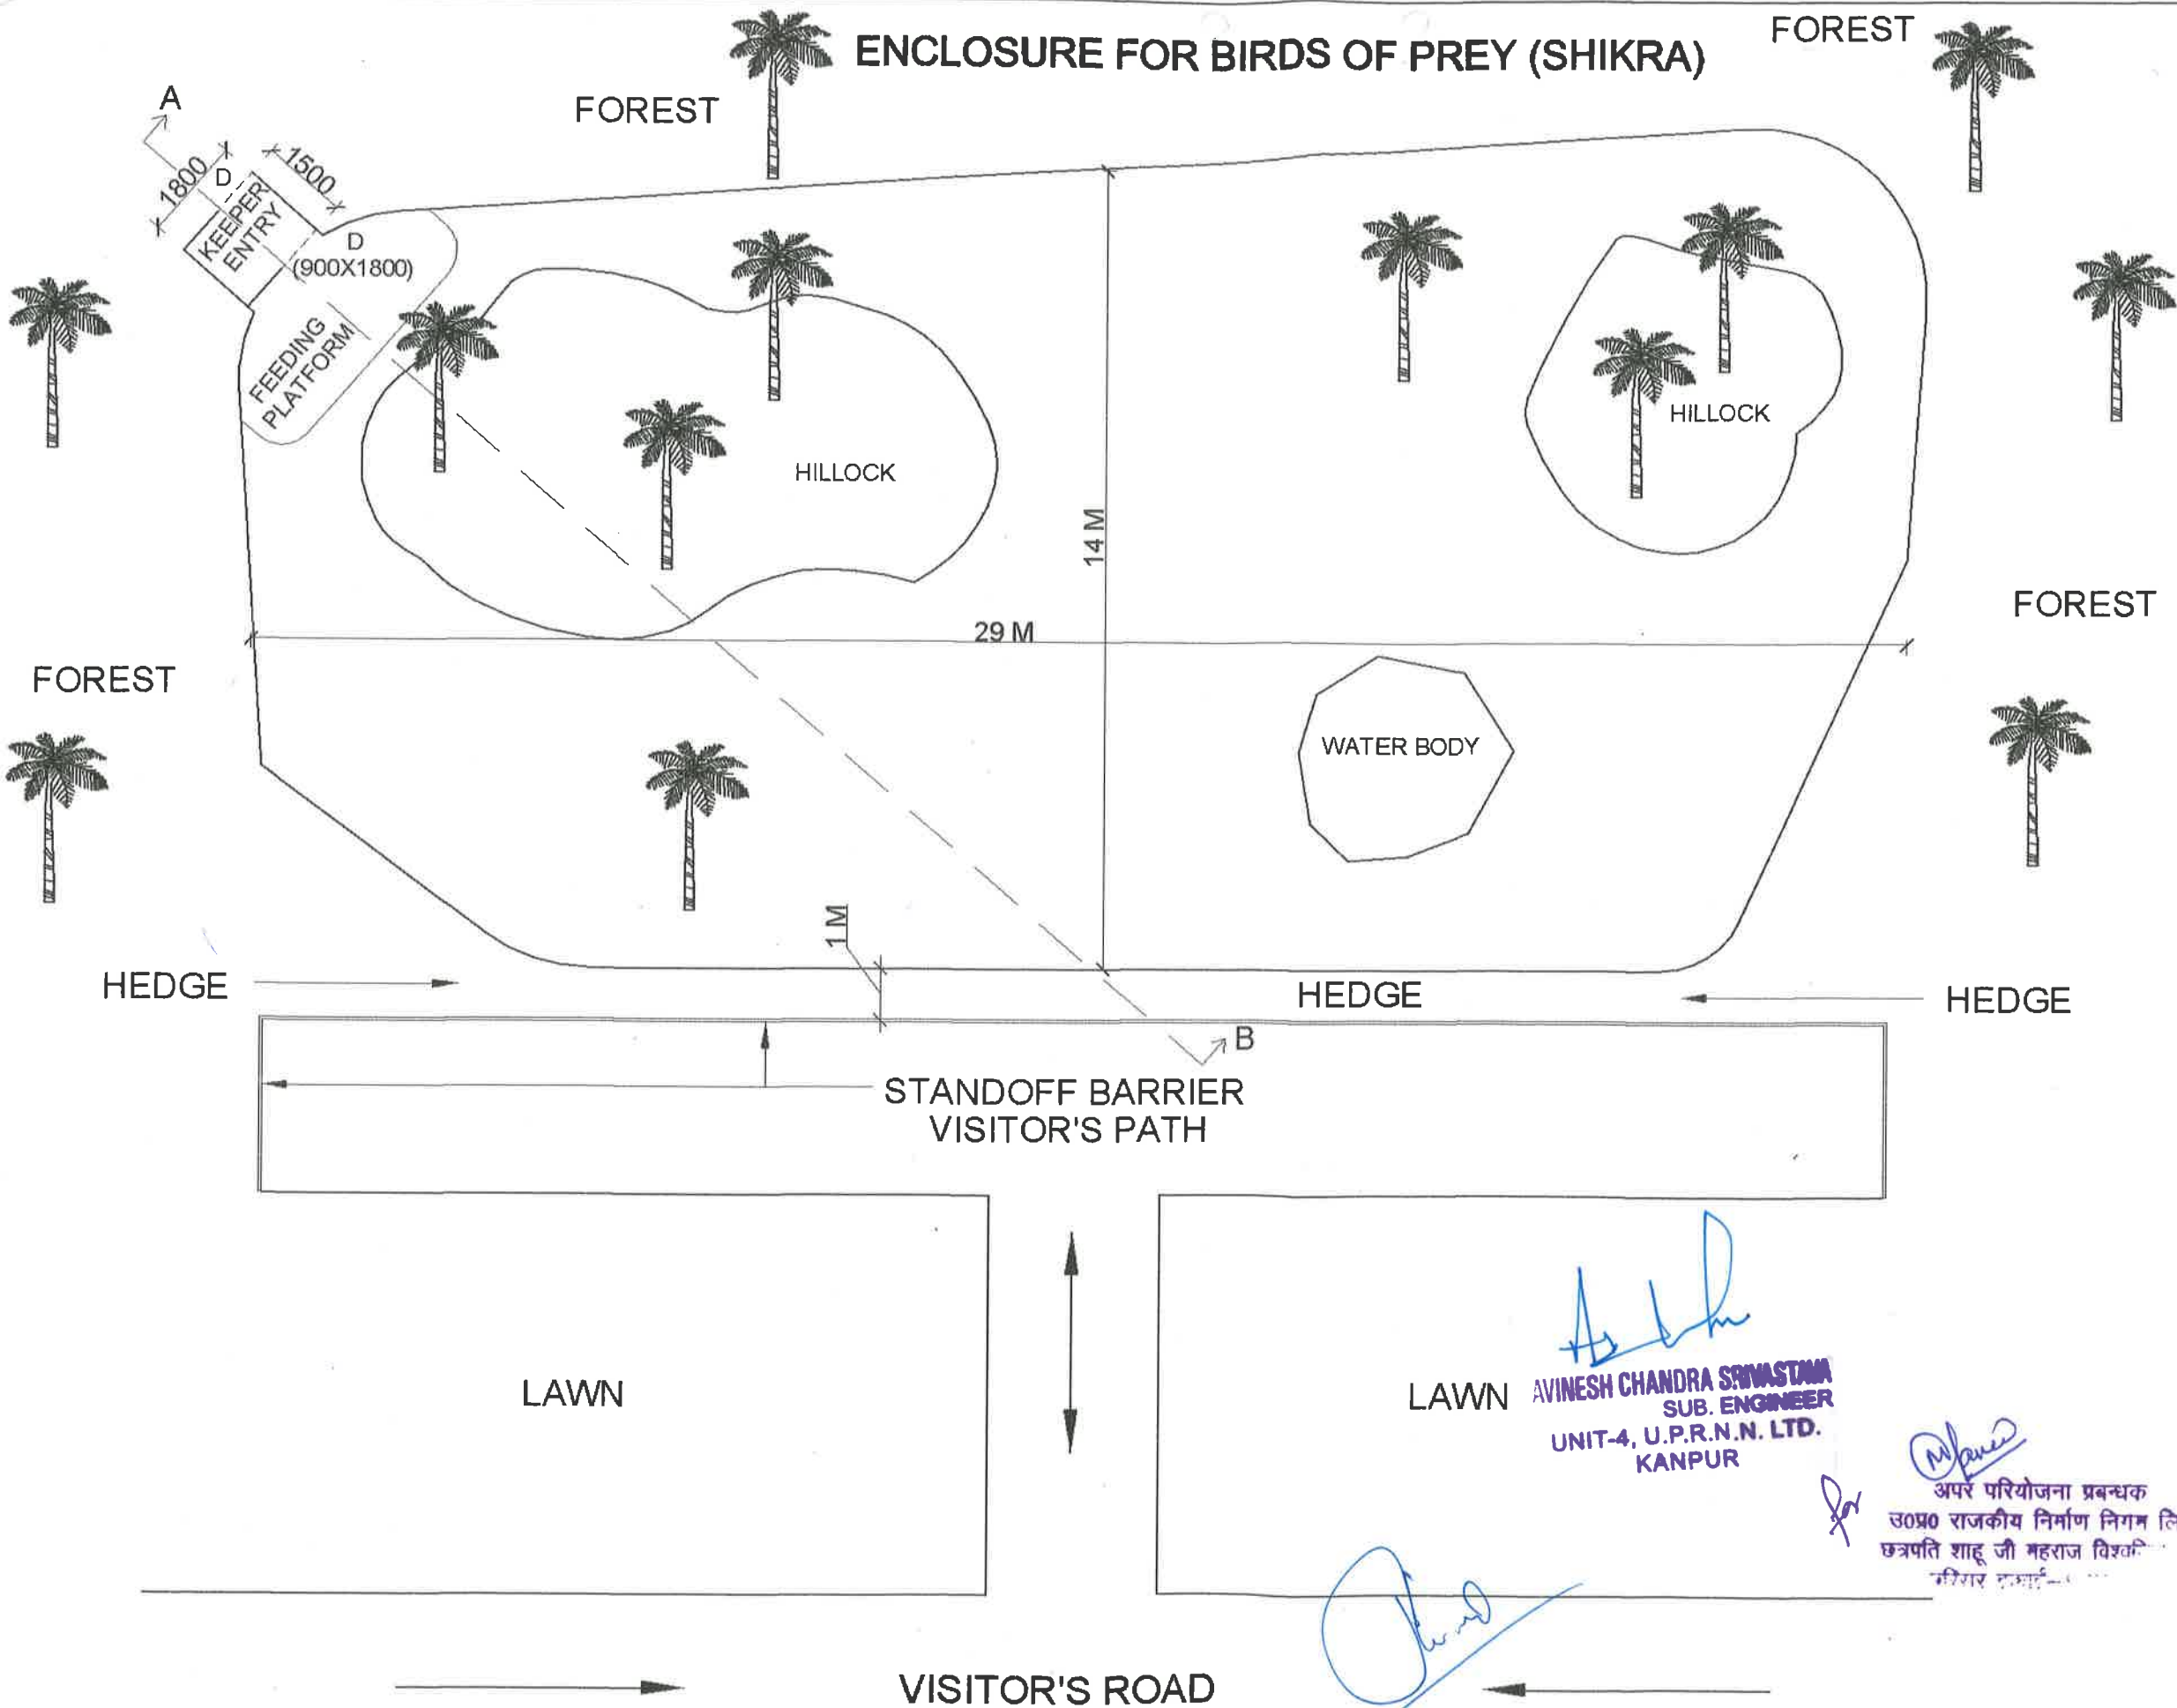 ENCLOSURE FOR BIRDS OF PREY (SHIKRA)
FOREST
FOREST
A
1800
D
1500
KEEPER
ENTRY
D
(900X1800)
FEEDING
PLATFORM
HILLOCK
HILLOCK
14 M
29 M
FOREST
FOREST
WATER BODY
1 M
HEDGE
HEDGE
HEDGE
B
STANDOFF BARRIER
VISITOR'S PATH
LAWN
LAWN
AVINESH CHANDRA SRIVASTAVA
SUB. ENGINEER
UNIT-4, U.P.R.N.N. LTD.
KANPUR
for
अपर परियोजना प्रबन्धक
उ0प्र0 राजकीय निर्माण निगम लि
छत्रपति शाहू जी महराज
VISITOR'S ROAD